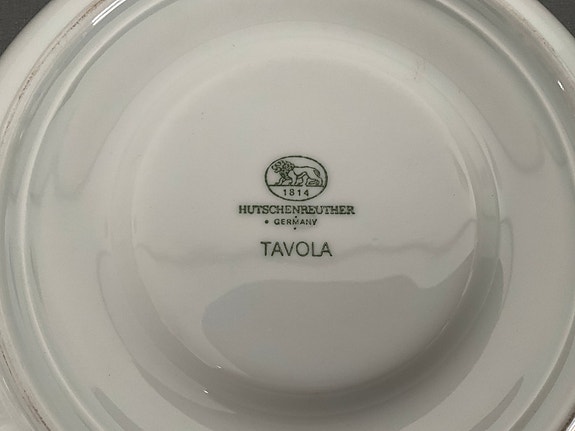 1814
HUTSCHENREUTHER
GERMANY
TAVOLA